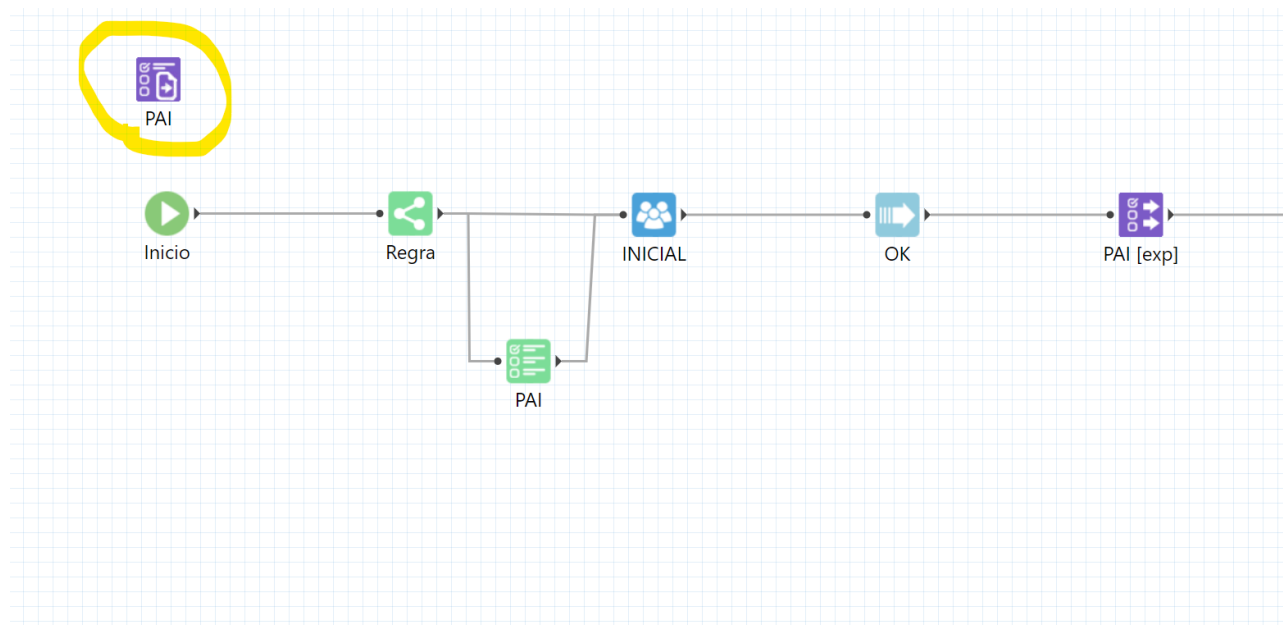 PAI
Inicio
Regra
INICIAL
OK
PAI [exp]
PAI